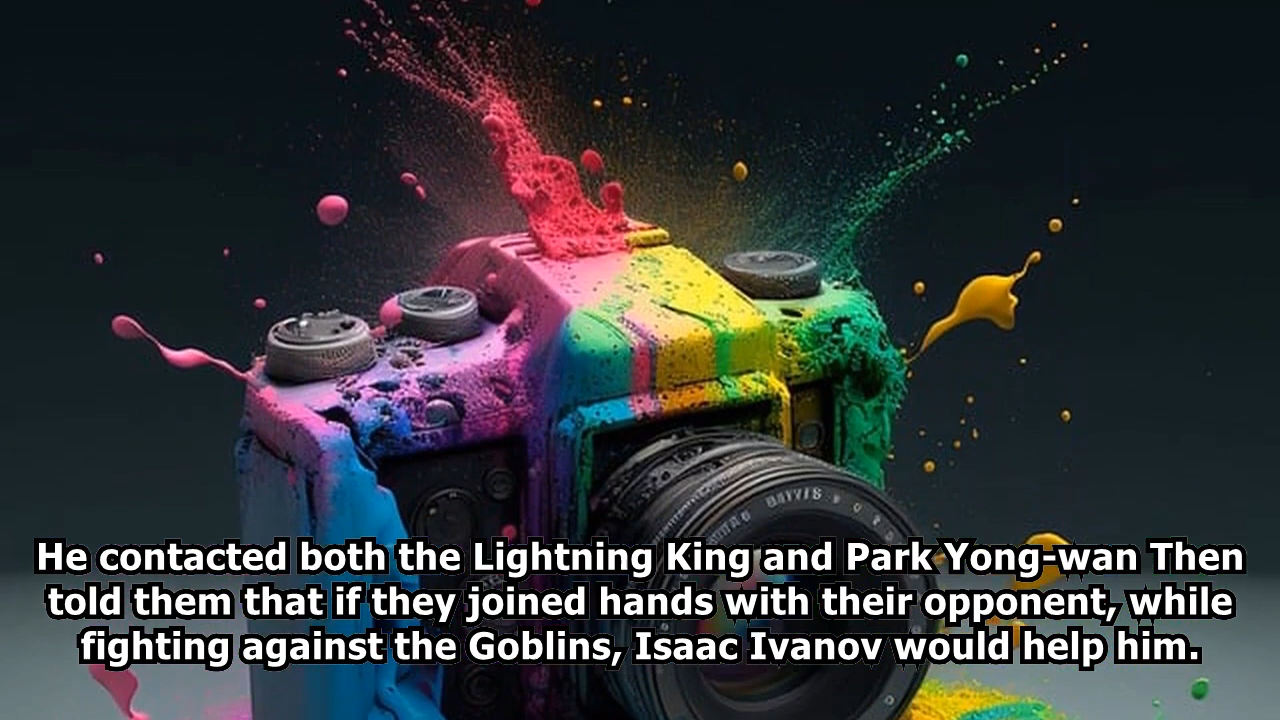 He contacted both the Lightning King and Park Yong-wan Then
told them that if they joined hands with their opponent, while
fighting against the Goblins, Isaac Ivanov would help him.